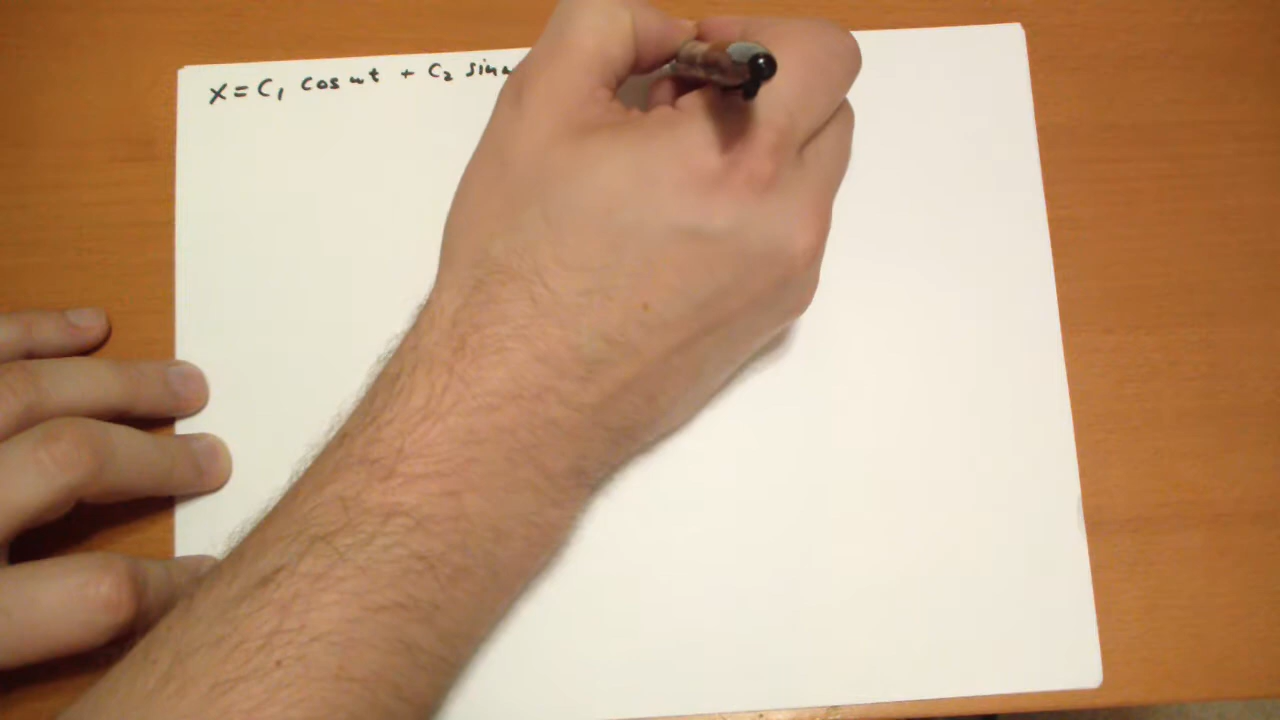 x = C₁ cos ωt + C₂ sin